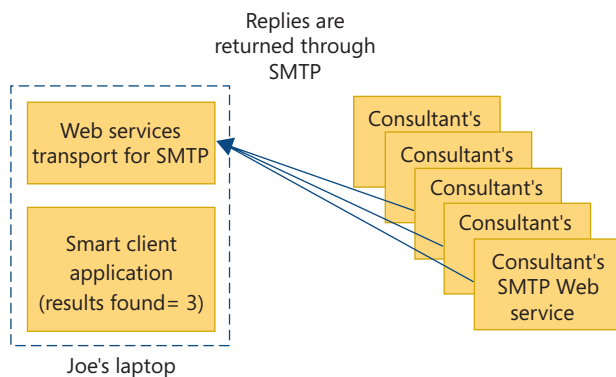 Replies are
returned through
SMTP
Web services
transport for SMTP
Smart client
application
(results found= 3)
Joe's laptop
Consultant's
Consultant's
Consultant's
Consultant's
Consultant's
SMTP Web
service